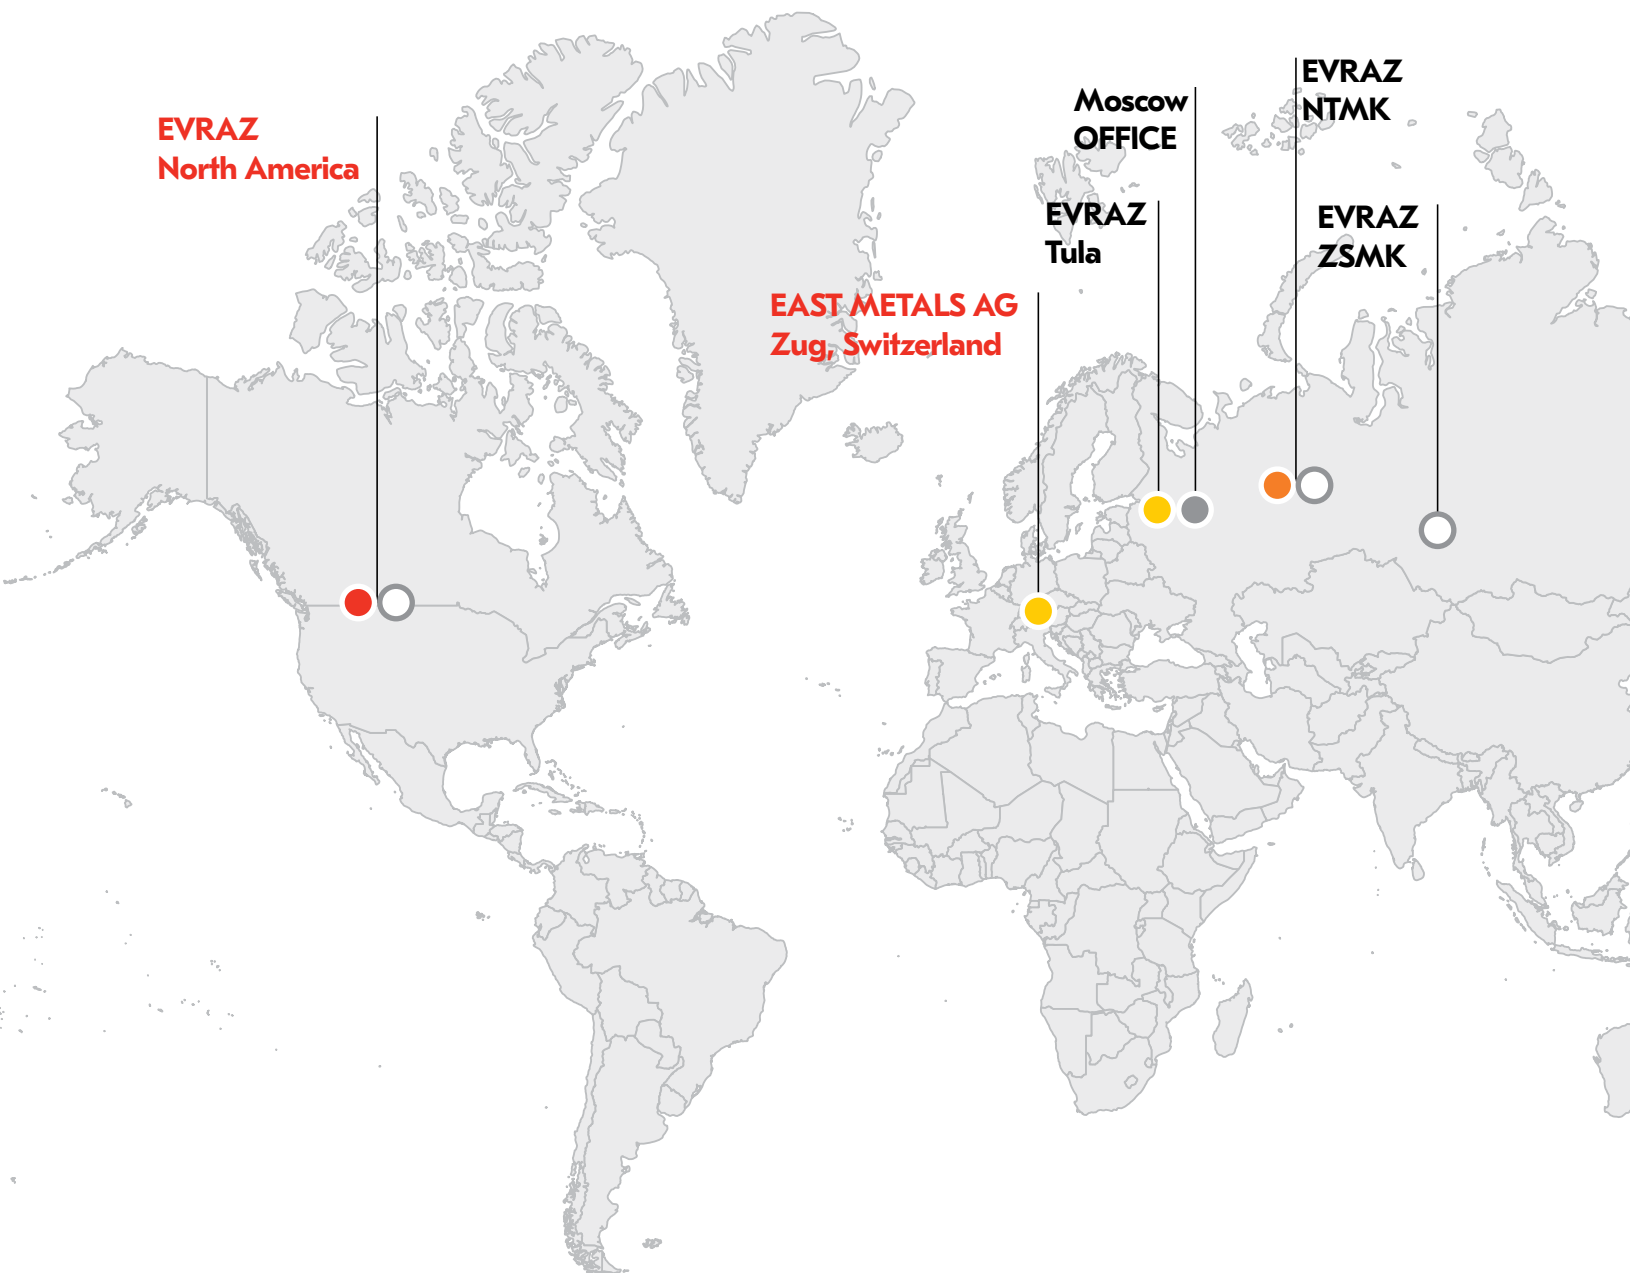 EVRAZ
North America
EAST METALS AG
Zug, Switzerland
EVRAZ
Tula
Moscow
OFFICE
EVRAZ
NTMK
EVRAZ
ZSMK